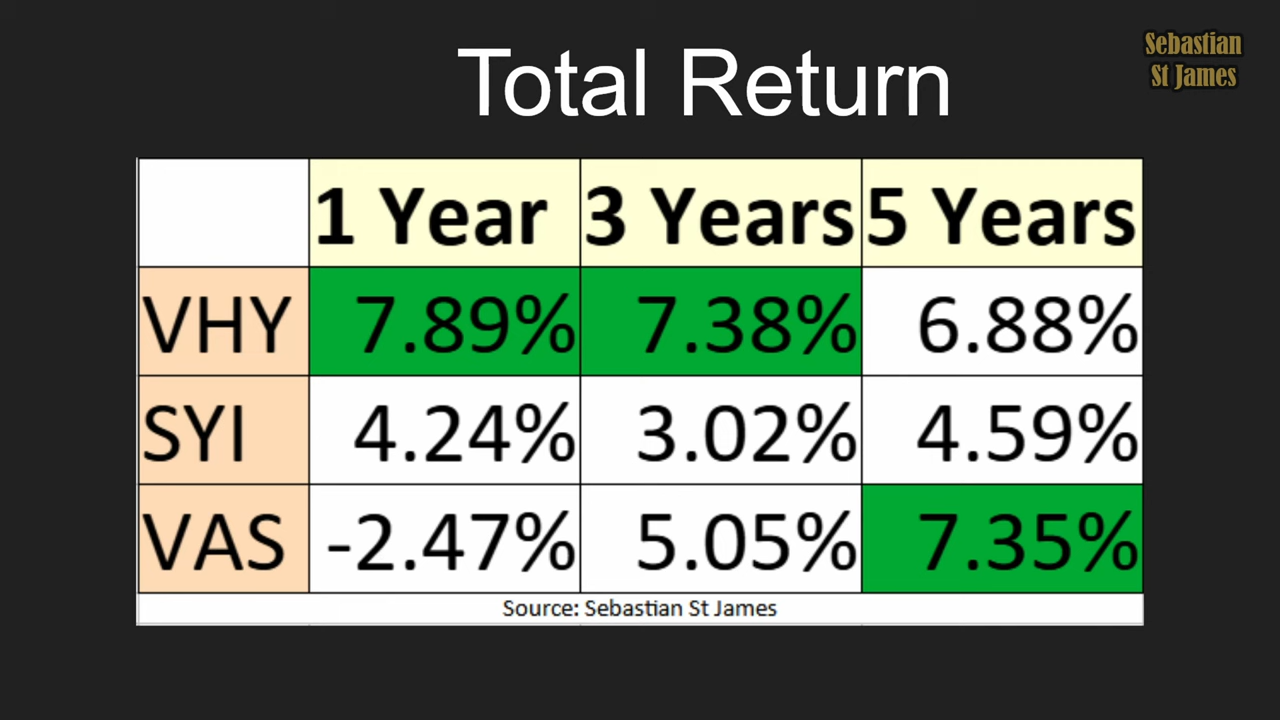 Total Return
Sebastian
St James
1 Year 3 Years 5 Years
VHY 7.89% 7.38% 6.88%
SYI 4.24% 3.02% 4.59%
VAS -2.47% 5.05% 7.35%
Source: Sebastian St James